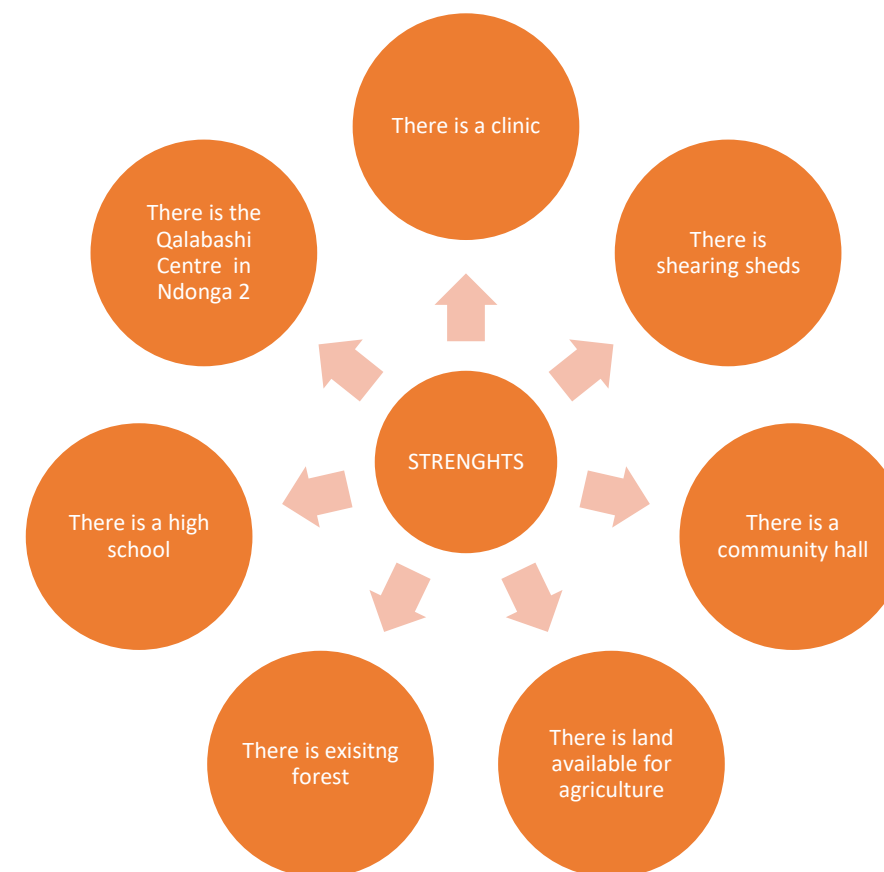 There is a clinic
There is
shearing sheds
There is a
community hall
There is land
available for
agriculture
There is exisitng
forest
There is a high
school
There is the
Qalabashi
Centre  in
Ndonga 2
STRENGHTS